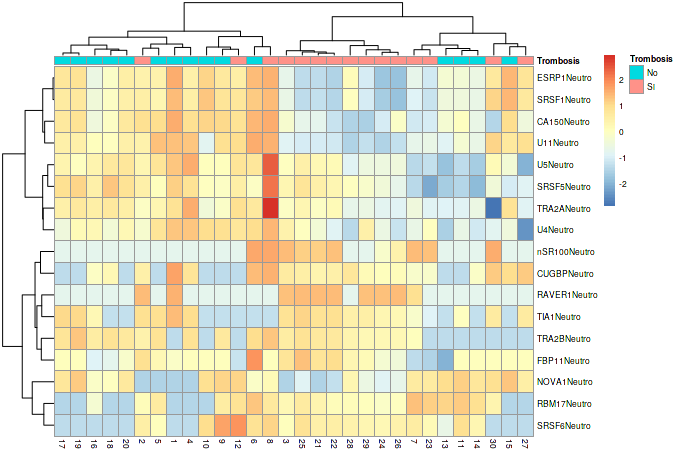 Trombosis
ESRP1Neutro
SRSF1Neutro
CA150Neutro
U11Neutro
U5Neutro
SRSF5Neutro
TRA2ANeutro
U4Neutro
nSR100Neutro
CUGBPNeutro
RAVER1Neutro
TIA1Neutro
TRA2BNeutro
FBP11Neutro
NOVA1Neutro
RBM17Neutro
SRSF6Neutro
17 19 16 18 20 2 5 1 4 10 9 12 6 8 3 25 21 22 28 29 24 26 7 23 13 11 14 30 15 27
2
1
0
-1
-2
Trombosis
No
SI